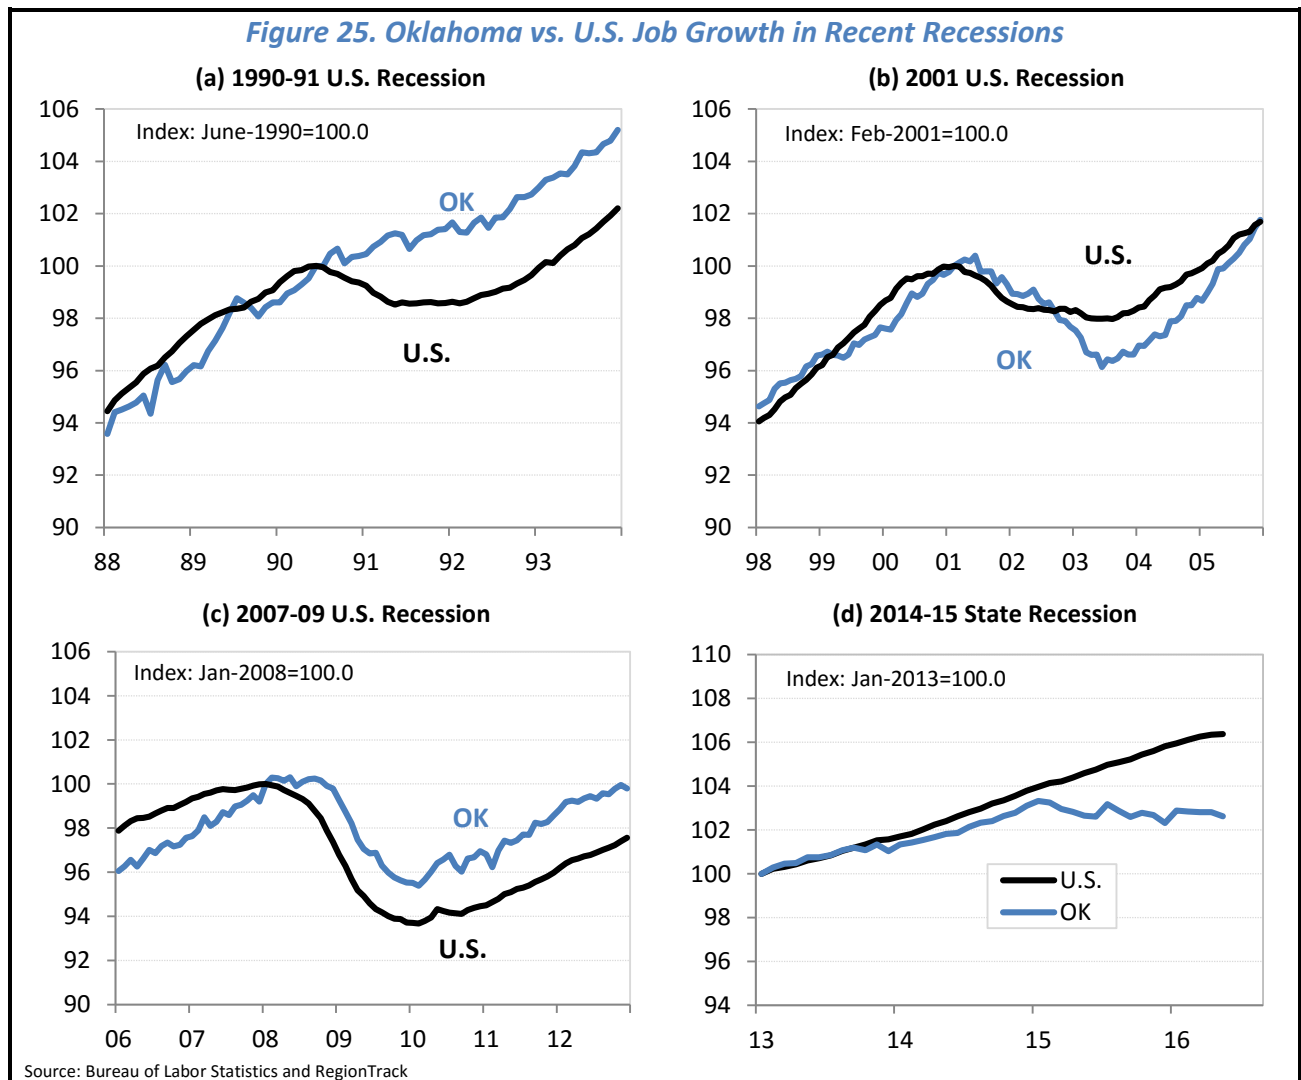 Figure 25. Oklahoma vs. U.S. Job Growth in Recent Recessions
(a) 1990-91 U.S. Recession
106
104
102
100
98
96
94
92
90
Index: June-1990=100.0
OK
U.S.
88 89 90 91 92 93
(b) 2001 U.S. Recession
106
104
102
100
98
96
94
92
90
Index: Feb-2001=100.0
U.S.
OK
98 99 00 01 02 03 04 05
(c) 2007-09 U.S. Recession
106
104
102
100
98
96
94
92
90
Index: Jan-2008=100.0
OK
U.S.
06 07 08 09 10 11 12
(d) 2014-15 State Recession
110
108
106
104
102
100
98
96
94
Index: Jan-2013=100.0
U.S.
OK
13 14 15 16
Source: Bureau of Labor Statistics and RegionTrack